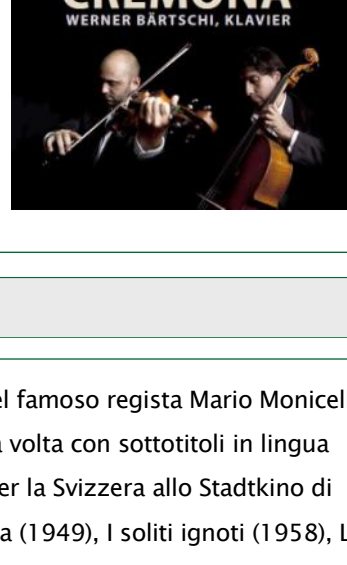 CREMONA
WERNER BÄRTSCHI, KLAVIER
el famoso regista Mario Monicel
volta con sottotitoli in lingua
er la Svizzera allo Stadtkino di
a (1949), I soliti ignoti (1958), L